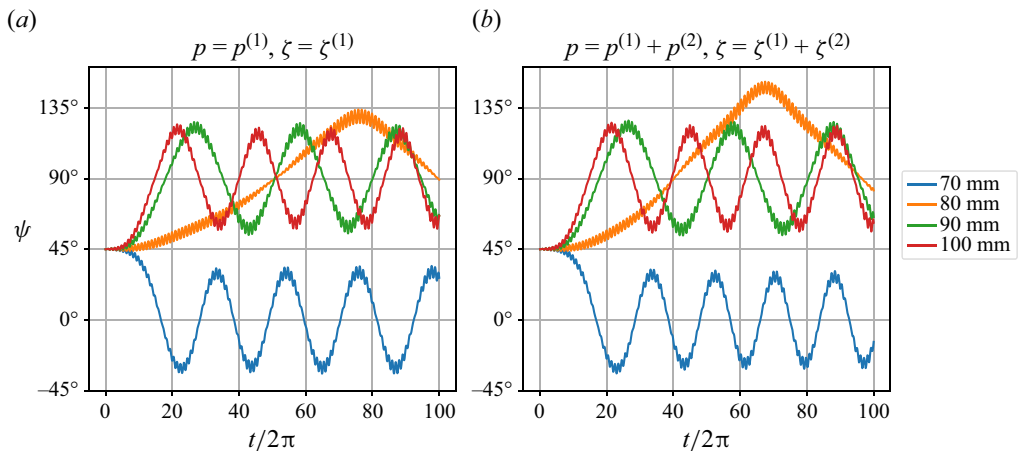 (a)
p = p⁽¹⁾, ζ = ζ⁽¹⁾
135°
90°
ψ
45°
0°
−45°
0 20 40 60 80 100
t/2π
(b)
p = p⁽¹⁾ + p⁽²⁾, ζ = ζ⁽¹⁾ + ζ⁽²⁾
135°
90°
45°
0°
−45°
0 20 40 60 80 100
t/2π
70 mm
80 mm
90 mm
100 mm